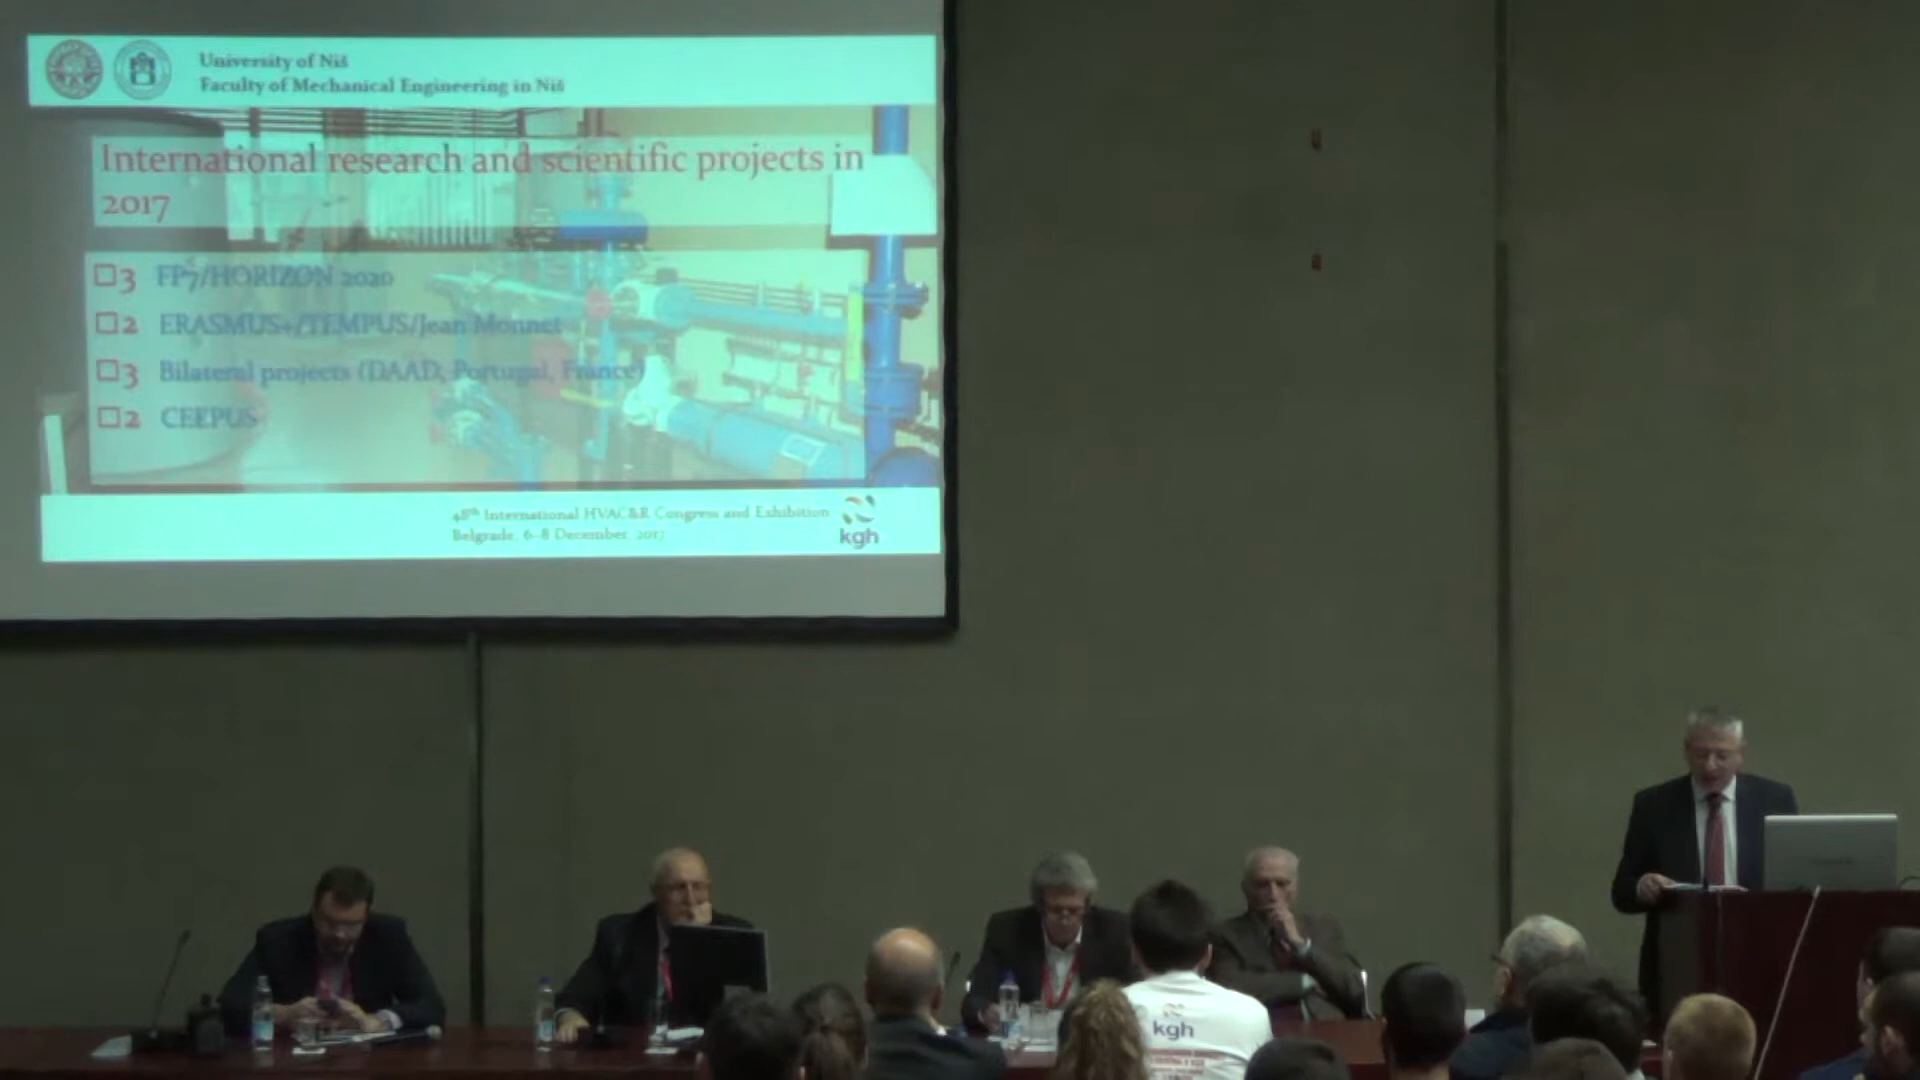 University of Niš
Faculty of Mechanical Engineering in Niš
International research and scientific projects in
2017
3 FP7/HORIZON 2020
2 ERASMUS+/TEMPUS/Jean Monnet
3 Bilateral projects (DAAD, Portugal, France)
2 CEEPUS
48th International HVAC&R Congress and Exhibition
Belgrade, 6-8 December, 2017
kgh
kgh